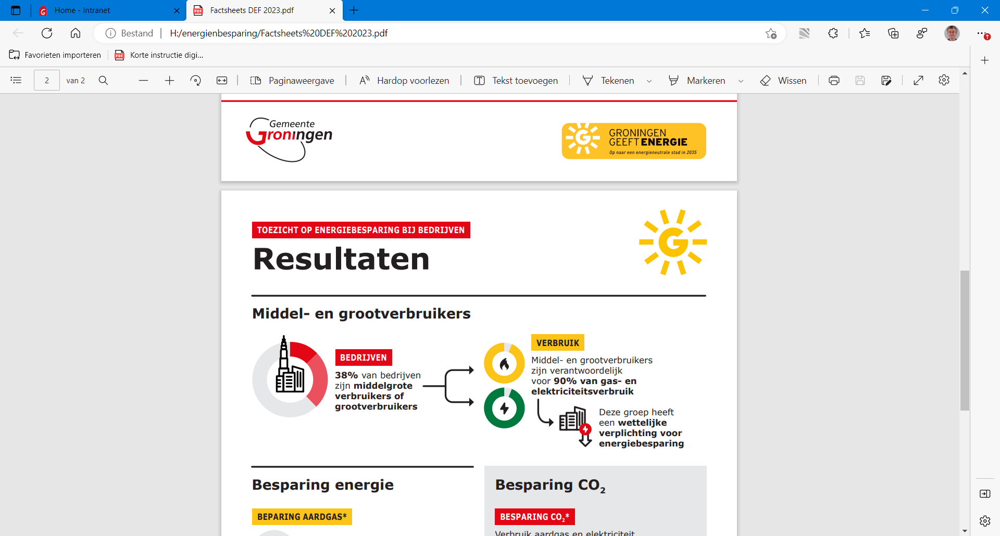 Home - Intranet
Factsheets DEF 2023.pdf
Bestand
H:/energienbesparing/Factsheets%20DEF%202023.pdf
Favorieten importeren
Korte instructie digi...
2 van 2
Paginaweergave
Hardop voorlezen
Tekst toevoegen
Tekenen
Markeren
Wissen
Gemeente
Groningen
GRONINGEN
GEEFT ENERGIE
Op naar een energieneutrale stad in 2035
TOEZICHT OP ENERGIEBESPARING BIJ BEDRIJVEN
Resultaten
G
Middel- en grootverbruikers
BEDRIJVEN
38% van bedrijven
zijn middelgrote
verbruikers of
grootverbruikers
VERBRUIK
Middel- en grootverbruikers
zijn verantwoordelijk
voor 90% van gas- en
elektriciteitsverbruik
Deze groep heeft
een wettelijke
verplichting voor
energiebesparing
Besparing energie
BEPARING AARDGAS*
Besparing CO₂
BESPARING CO₂*
Verbruik aardgas en elektriciteit